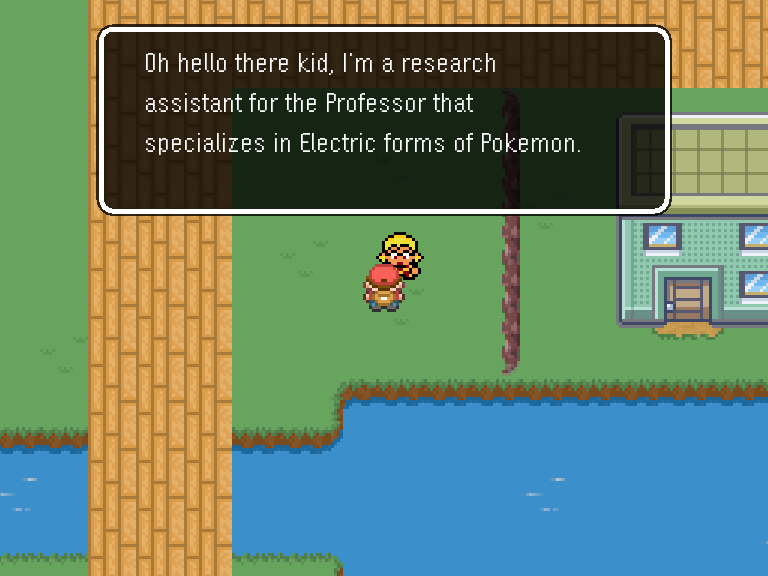 Oh hello there kid, I'm a research
assistant for the Professor that
specializes in Electric forms of Pokemon.